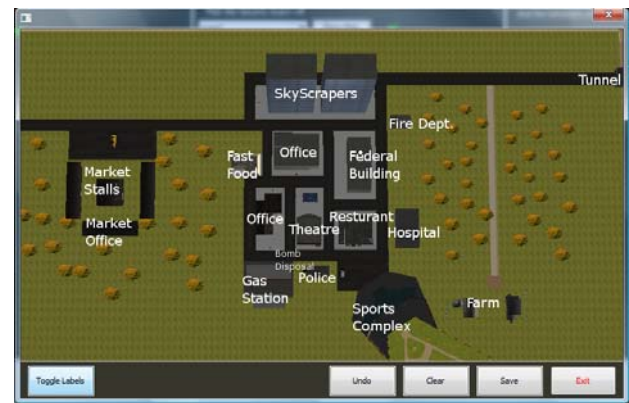 SkyScrapers
Tunnel
Fire Dept.
Fast
Food
Office
Federal
Building
Market
Stalls
Market
Office
Office
Theatre
Resturant
Hospital
Bomb
Disposal
Gas
Station
Police
Sports
Complex
Farm
Toggle Labels
Undo
Clear
Save
Exit